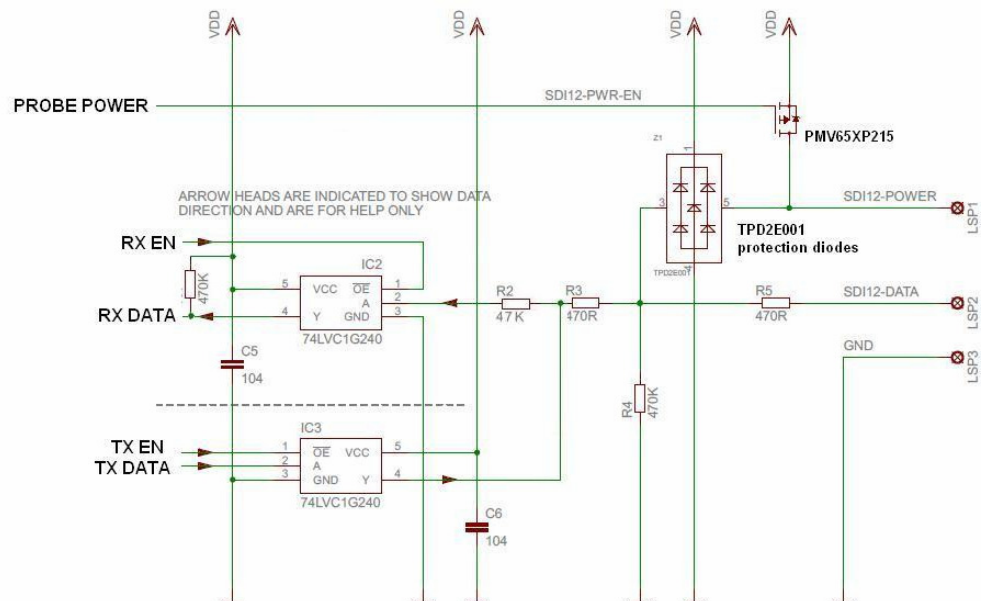 VDD
VDD
VDD
VDD
PROBE POWER
SDI12-PWR-EN
PMV65XP215
Z1
1
ARROW HEADS ARE INDICATED TO SHOW DATA
DIRECTION AND ARE FOR HELP ONLY
3
5
SDI12-POWER
LSP1
TPD2E001
protection diodes
4
TPD2E001
RX EN
470K
IC2
5 VCC OE 1
A 2
RX DATA
4 Y GND 3
74LVC1G240
R2
47K
R3
470R
R5
470R
SDI12-DATA
LSP2
C5
104
GND
LSP3
R4
470K
IC3
TX EN
1 OE VCC 5
TX DATA
2 A
3 GND Y 4
74LVC1G240
C6
104